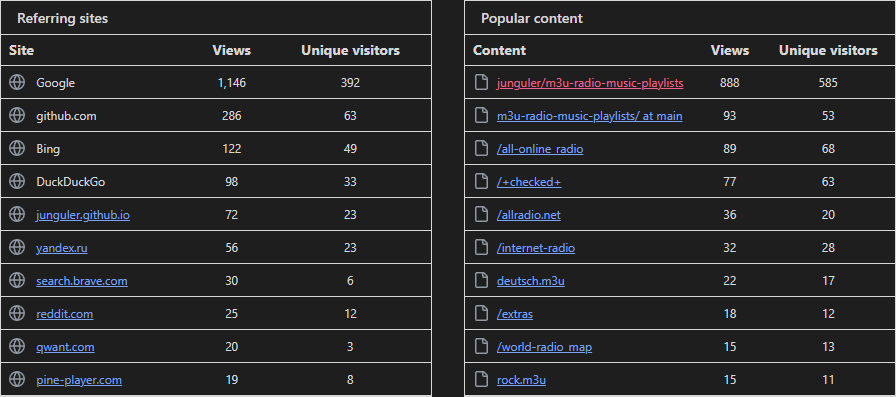 Referring sites
Site Views Unique visitors
Google 1,146 392
github.com 286 63
Bing 122 49
DuckDuckGo 98 33
junguler.github.io 72 23
yandex.ru 56 23
search.brave.com 30 6
reddit.com 25 12
qwant.com 20 3
pine-player.com 19 8
Popular content
Content Views Unique visitors
junguler/m3u-radio-music-playlists 888 585
m3u-radio-music-playlists/ at main 93 53
/all-online_radio 89 68
/+checked+ 77 63
/allradio.net 36 20
/internet-radio 32 28
deutsch.m3u 22 17
/extras 18 12
/world-radio_map 15 13
rock.m3u 15 11